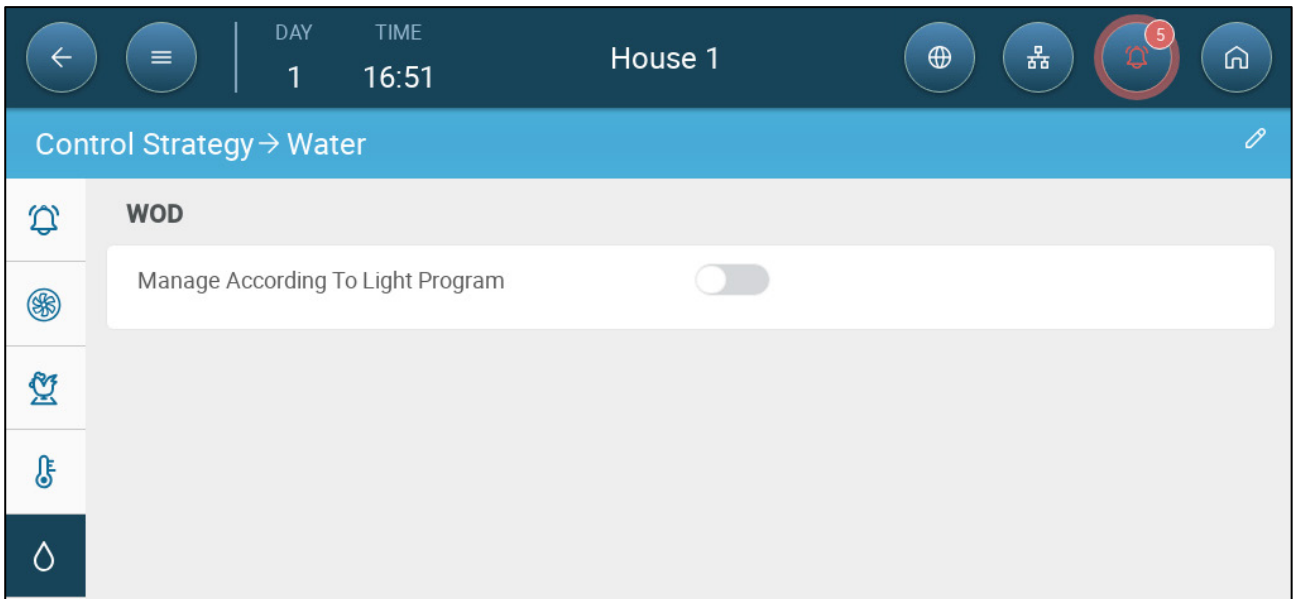 DAY TIME
1 16:51
House 1
5
Control Strategy → Water
WOD
Manage According To Light Program